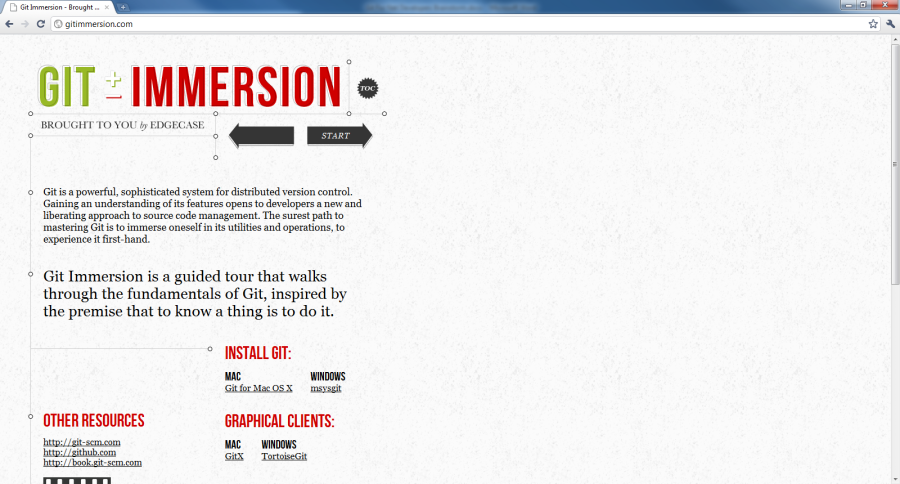 Git Immersion - Brought ...
gitimmersion.com
GIT ± IMMERSION
TOC
BROUGHT TO YOU by EDGECASE
START
Git is a powerful, sophisticated system for distributed version control.
Gaining an understanding of its features opens to developers a new and
liberating approach to source code management. The surest path to
mastering Git is to immerse oneself in its utilities and operations, to
experience it first-hand.
Git Immersion is a guided tour that walks
through the fundamentals of Git, inspired by
the premise that to know a thing is to do it.
INSTALL GIT:
MAC WINDOWS
Git for Mac OS X msysgit
OTHER RESOURCES
http://git-scm.com
http://github.com
http://book.git-scm.com
GRAPHICAL CLIENTS:
MAC WINDOWS
GitX TortoiseGit